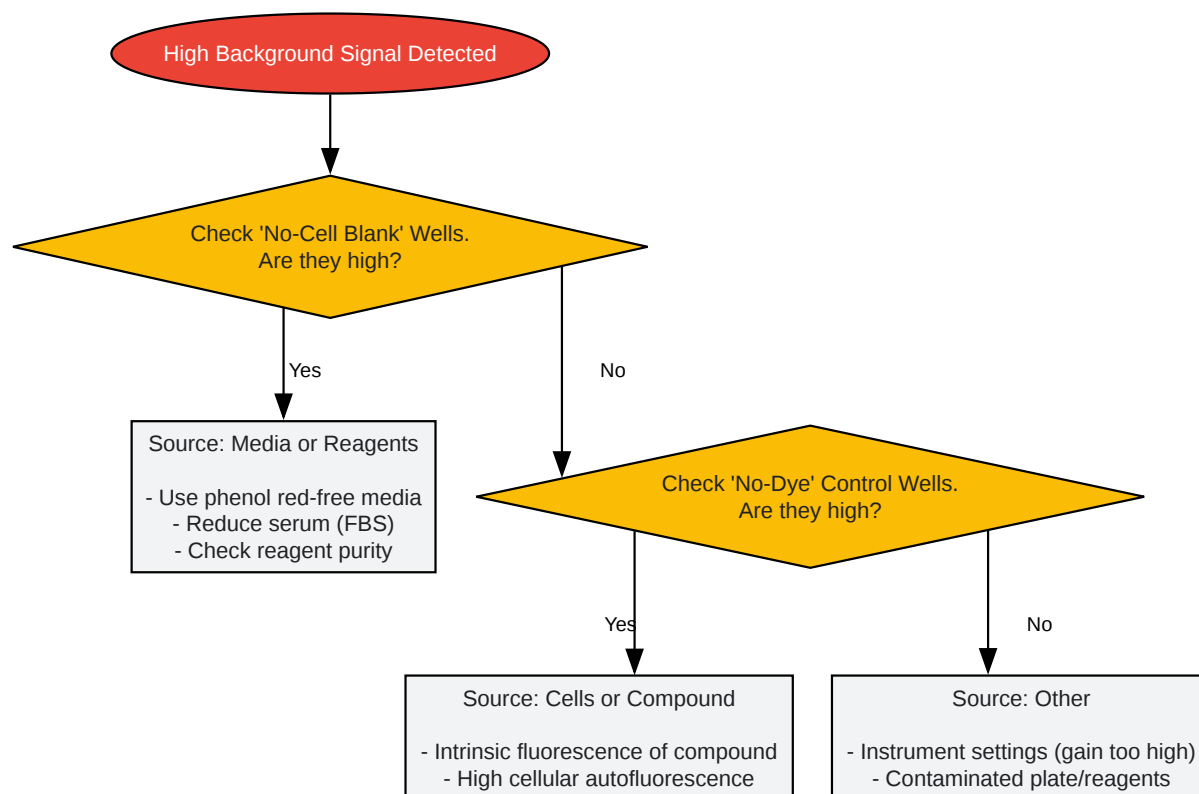 High Background Signal Detected
Check 'No-Cell Blank' Wells.
Are they high?
Yes
No
Source: Media or Reagents
- Use phenol red-free media
- Reduce serum (FBS)
- Check reagent purity
Check 'No-Dye' Control Wells.
Are they high?
Yes
No
Source: Cells or Compound
- Intrinsic fluorescence of compound
- High cellular autofluorescence
Source: Other
- Instrument settings (gain too high)
- Contaminated plate/reagents